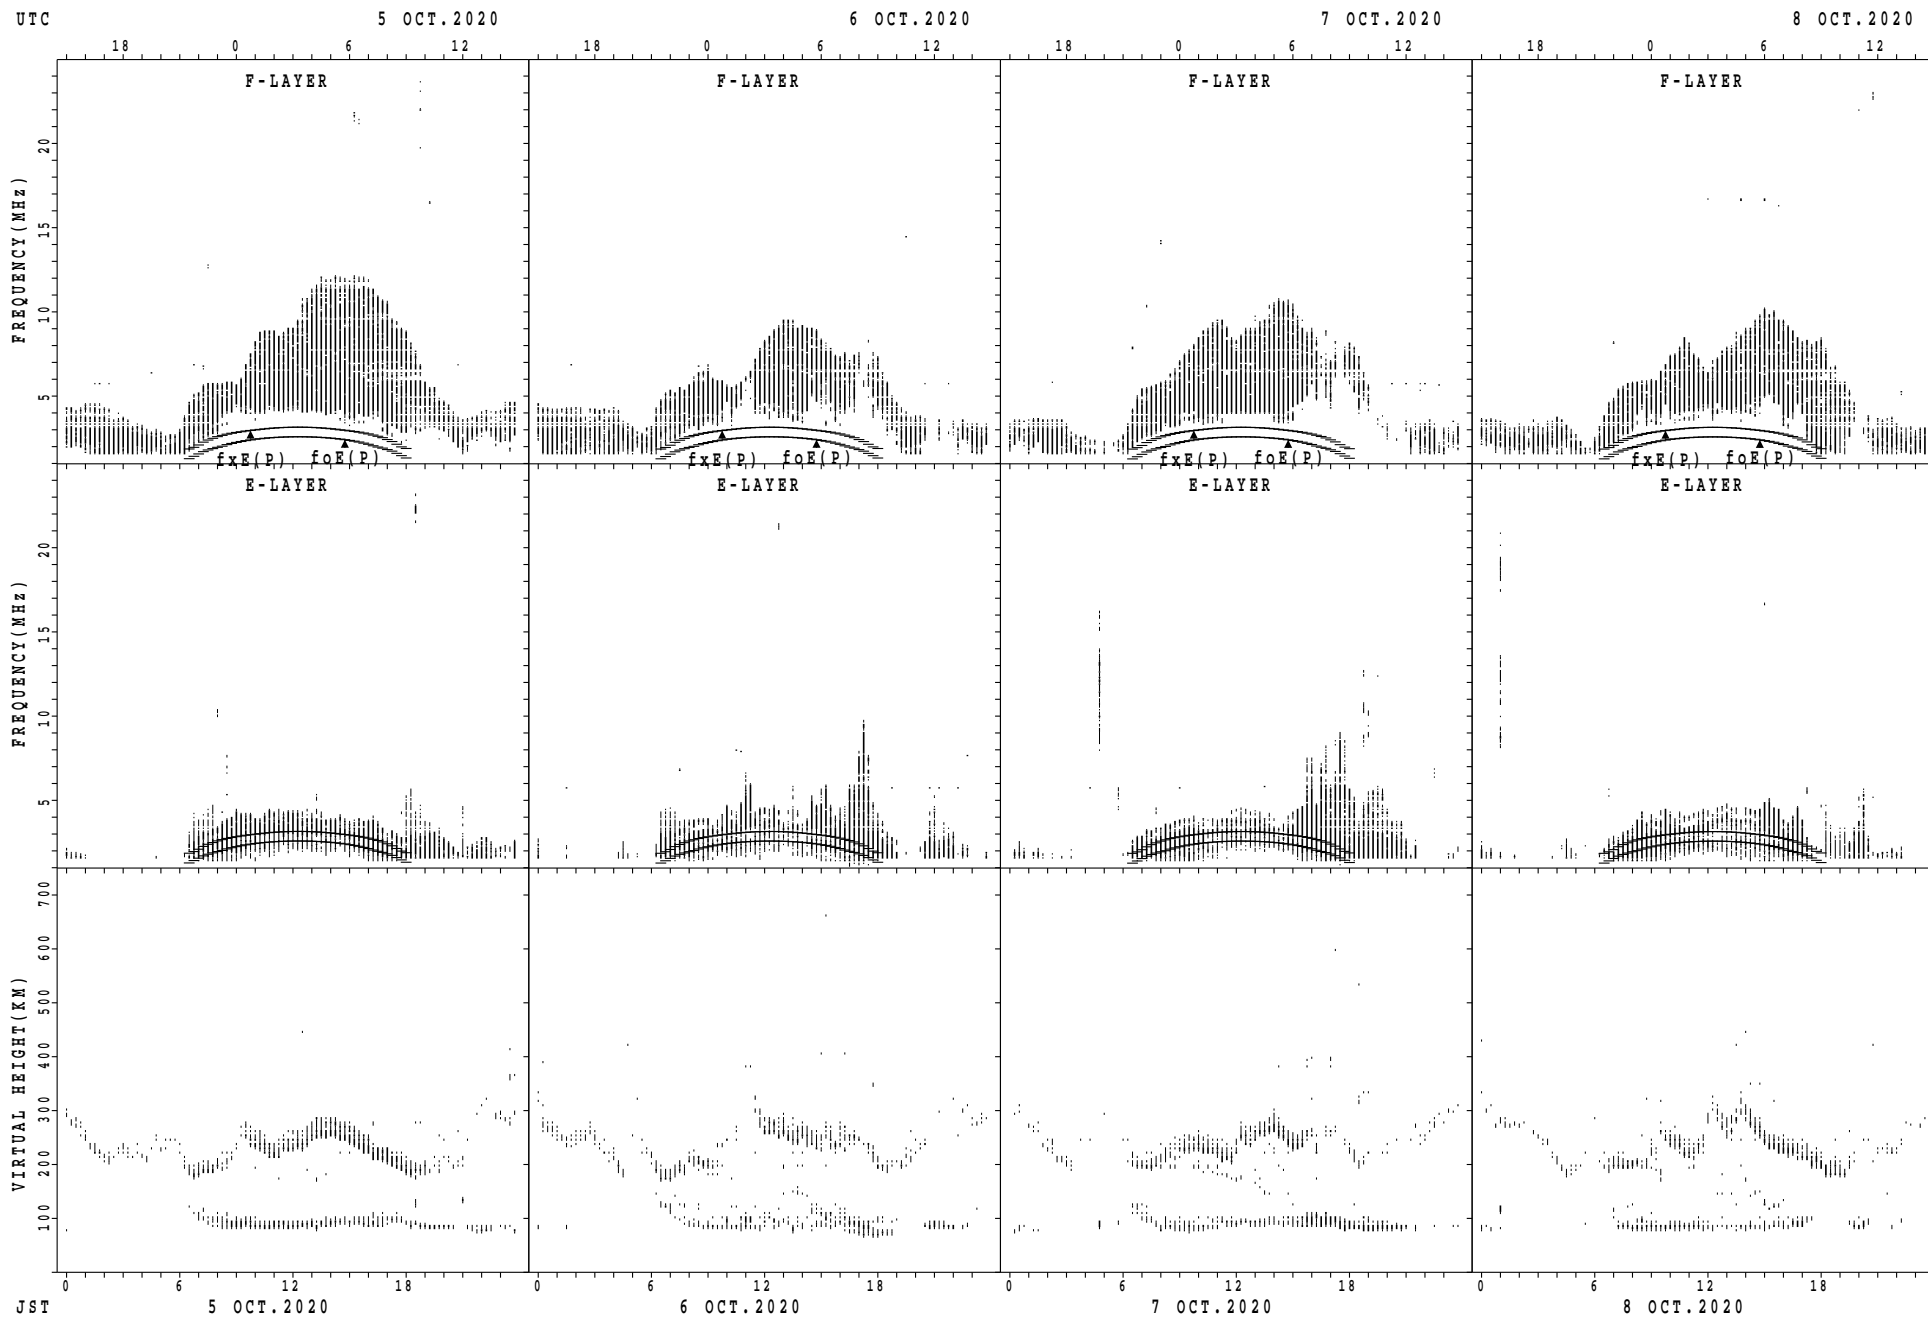 UTC 5 OCT.2020 6 OCT.2020 7 OCT.2020 8 OCT.2020
18 0 6 12 18 0 6 12 18 0 6 12 18 0 6 12
F-LAYER F-LAYER F-LAYER F-LAYER
FREQUENCY(MHz)
20
15
10
5
fxE(P) foE(P) fxE(P) foE(P) fxE(P) foE(P) fxE(P) foE(P)
E-LAYER E-LAYER E-LAYER E-LAYER
FREQUENCY(MHz)
20
15
10
5
VIRTUAL HEIGHT(KM)
700
600
500
400
300
200
100
0 6 12 18 0 6 12 18 0 6 12 18 0 6 12 18
JST 5 OCT.2020 6 OCT.2020 7 OCT.2020 8 OCT.2020